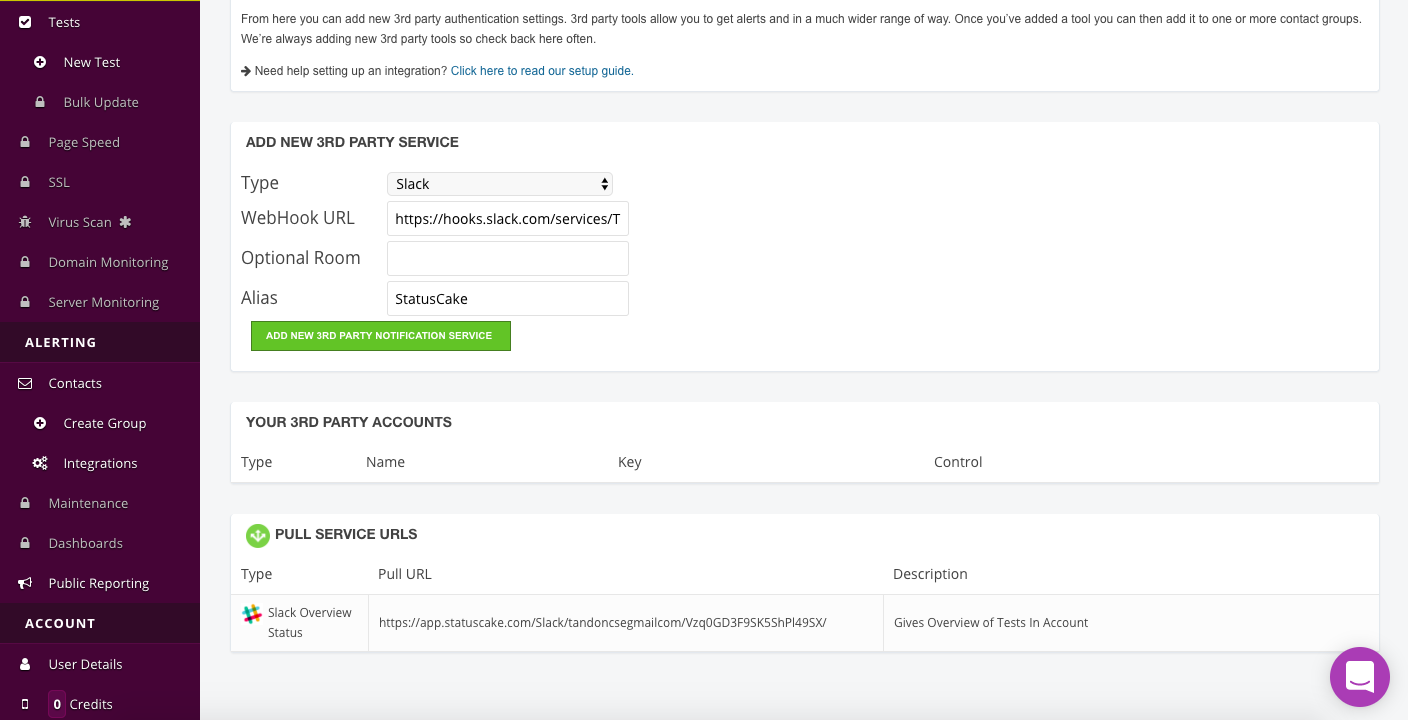 Tests
New Test
Bulk Update
Page Speed
SSL
Virus Scan
Domain Monitoring
Server Monitoring
ALERTING
Contacts
Create Group
Integrations
Maintenance
Dashboards
Public Reporting
ACCOUNT
User Details
0 Credits
From here you can add new 3rd party authentication settings. 3rd party tools allow you to get alerts and in a much wider range of way. Once you've added a tool you can then add it to one or more contact groups.
We're always adding new 3rd party tools so check back here often.
Need help setting up an integration? Click here to read our setup guide.
ADD NEW 3RD PARTY SERVICE
Type Slack
WebHook URL https://hooks.slack.com/services/T
Optional Room
Alias StatusCake
ADD NEW 3RD PARTY NOTIFICATION SERVICE
YOUR 3RD PARTY ACCOUNTS
Type Name Key Control
PULL SERVICE URLS
Type Pull URL Description
Slack Overview
Status
https://app.statuscake.com/Slack/tandoncsegmailcom/Vzq0GD3F9SK5ShPl49SX/
Gives Overview of Tests In Account